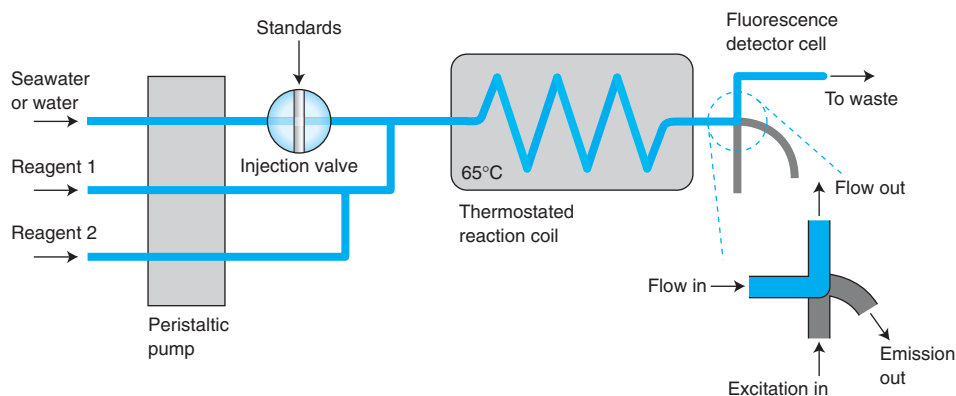 Standards
Seawater
or water
Injection valve
Reagent 1
Reagent 2
Peristaltic
pump
65°C
Thermostated
reaction coil
Fluorescence
detector cell
To waste
Flow out
Flow in
Emission
out
Excitation in